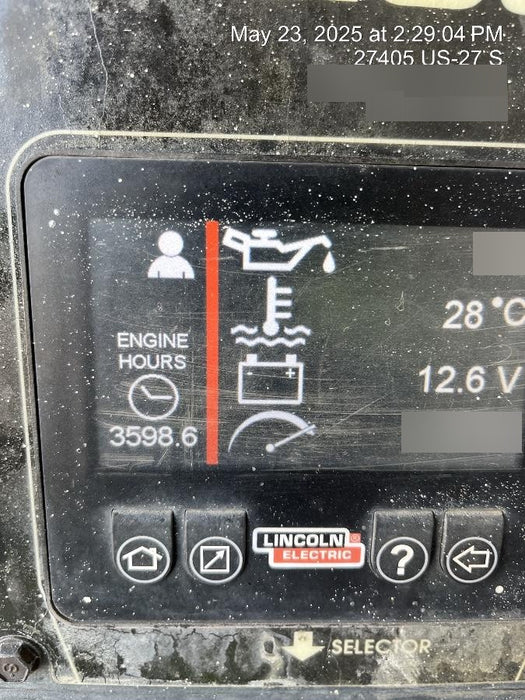 May 23, 2025 at 2:29:04 PM
27405 US-27 S
28 °C
ENGINE
HOURS
12.6 V
3598.6
LINCOLN ®
ELECTRIC
?
SELECTOR